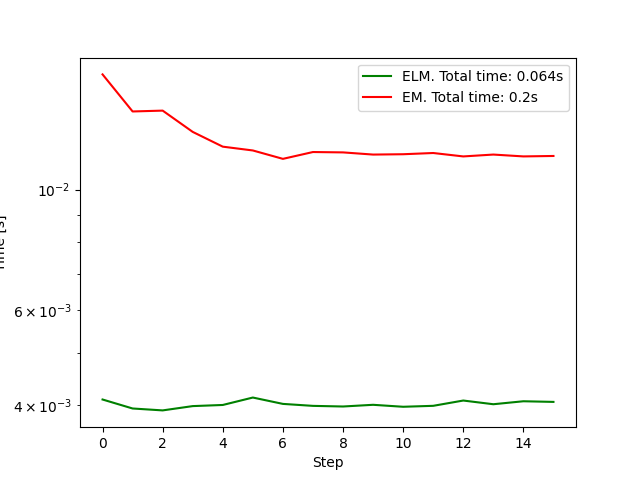 ELM. Total time: 0.064s
EM. Total time: 0.2s
10⁻²
6 × 10⁻³
4 × 10⁻³
0 2 4 6 8 10 12 14
Step
[s]